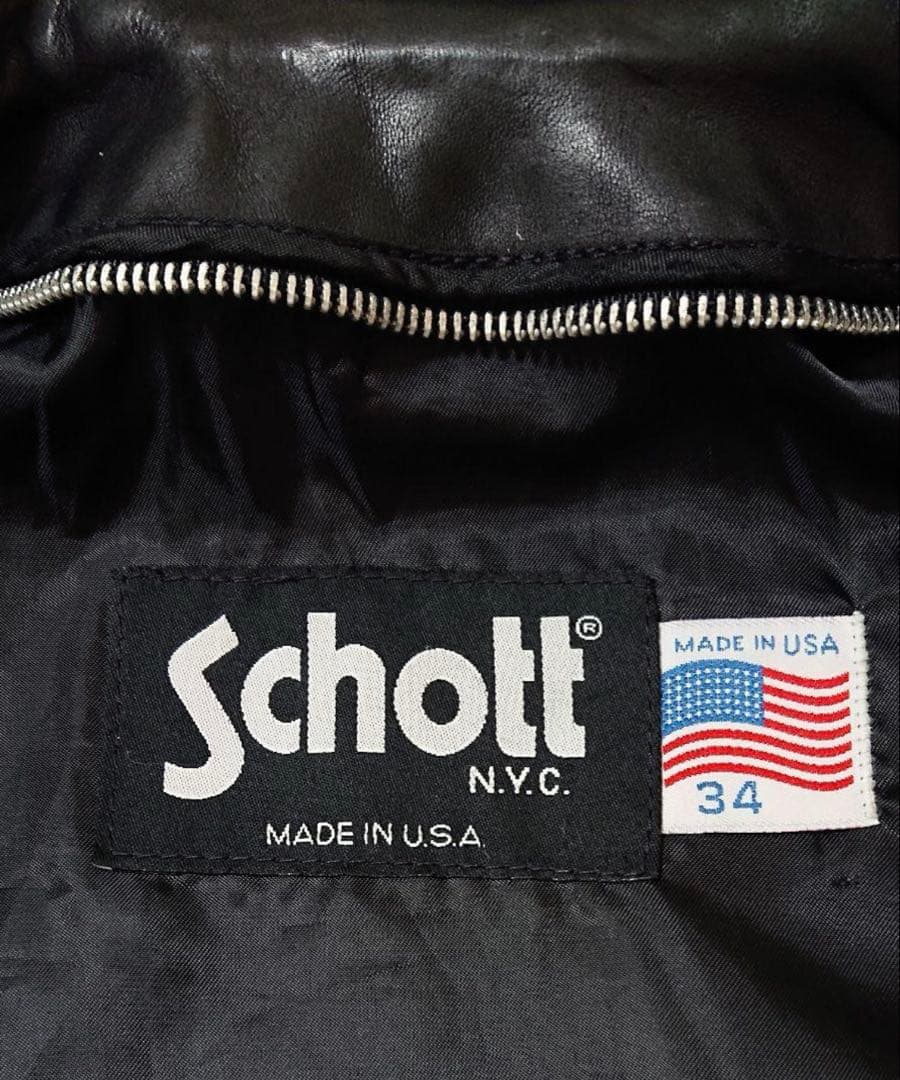 Schott®
N.Y.C.
MADE IN U.S.A.
MADE IN USA
34